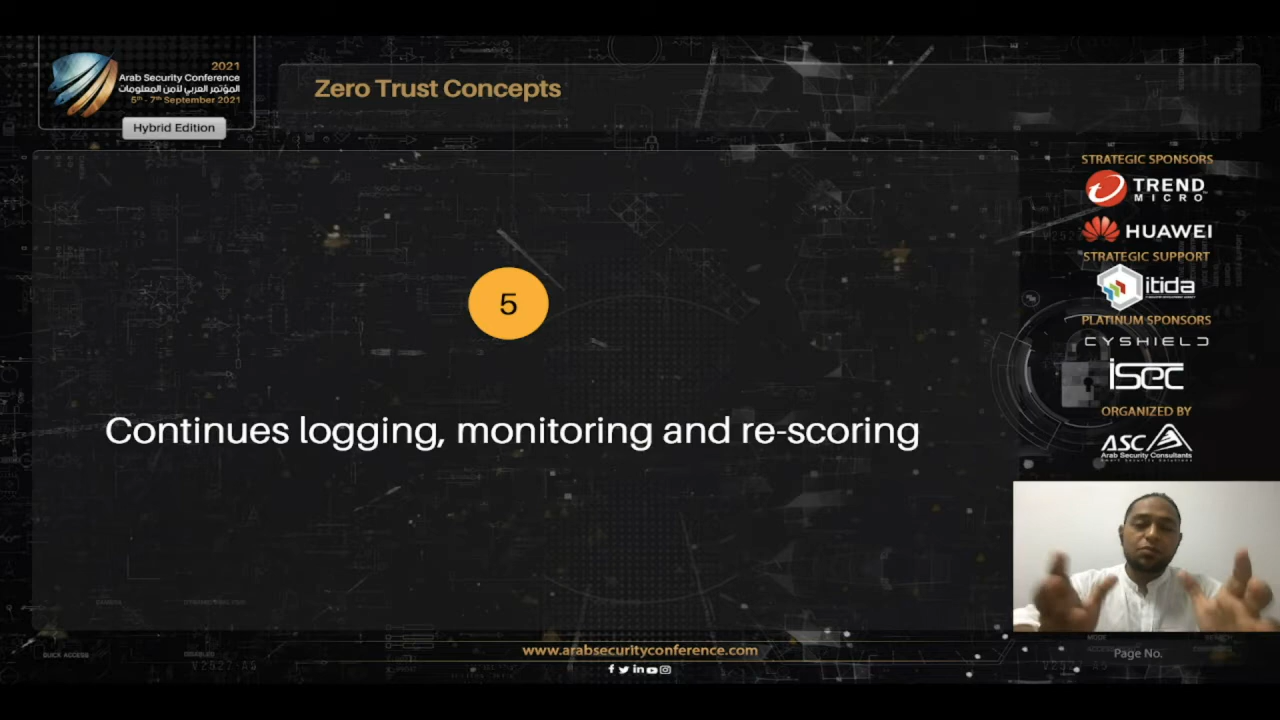 2021
Arab Security Conference
المؤتمر العربي لأمن المعلومات
5th - 7th September 2021
Hybrid Edition
Zero Trust Concepts
5
Continues logging, monitoring and re-scoring
STRATEGIC SPONSORS
TREND
MICRO
HUAWEI
STRATEGIC SUPPORT
itida
PLATINUM SPONSORS
CYSHIELD
isec
ORGANIZED BY
ASC
Arab Security Consultants
www.arabsecurityconference.com
Page No.
QUICK ACCESS